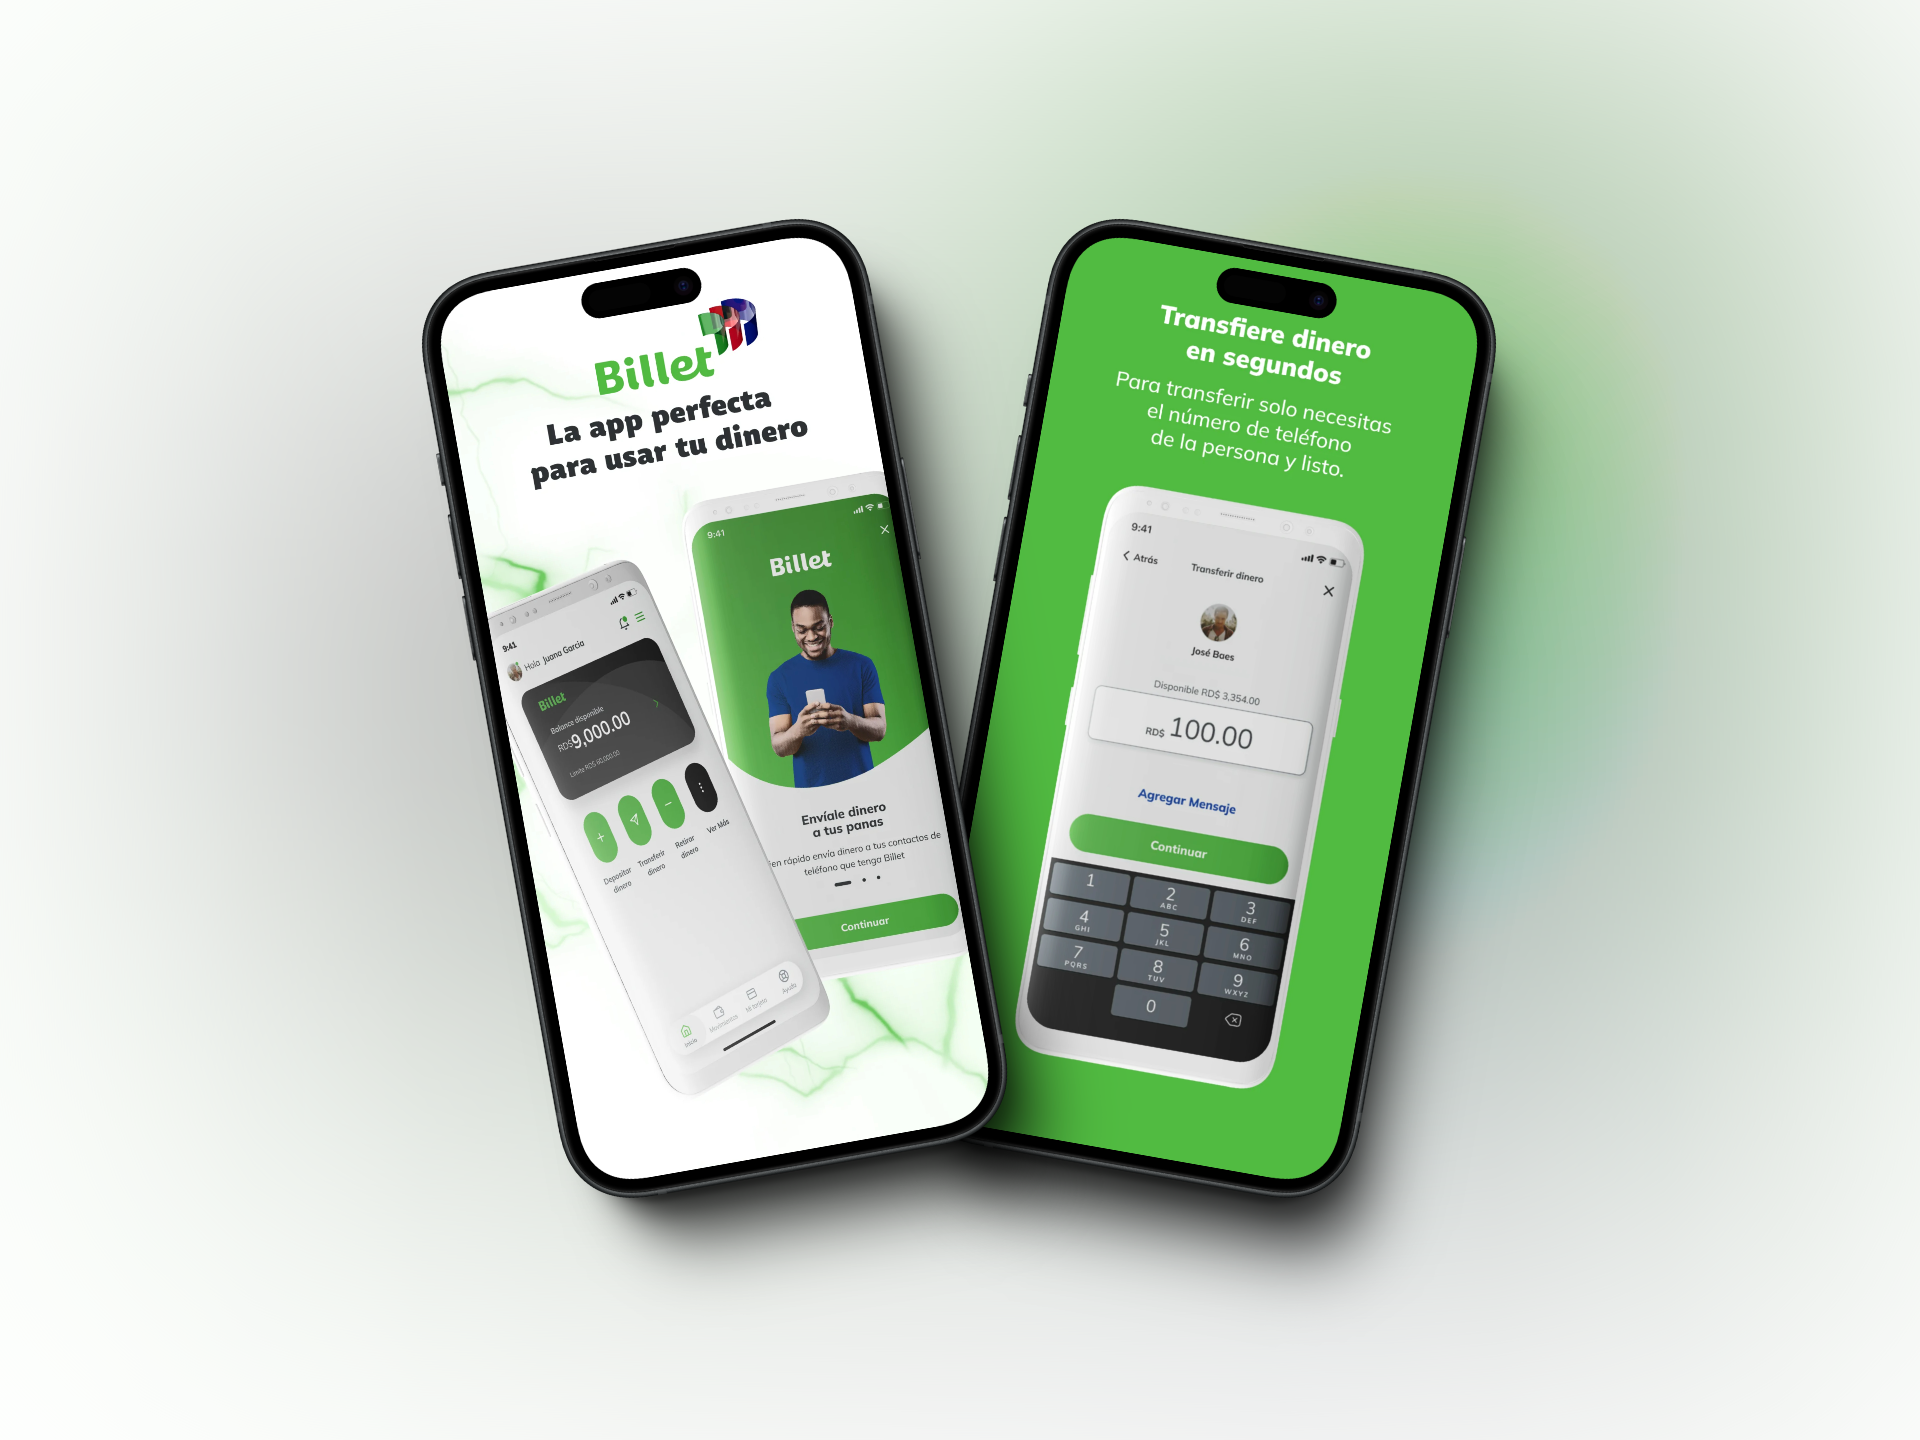 Billet
La app perfecta
para usar tu dinero
9:41
Hola Juana García
Billet
Balance disponible
RD$9,000.00
Límite RD$ 60,000.00
Depositar
dinero
Transferir
dinero
Retirar
dinero
Ver Más
Inicio
Movimientos
Mi tarjeta
Ayuda
9:41
Billet
Envíale dinero
a tus panas
rápido envía dinero a tus contactos de
teléfono que tenga Billet
Continuar
Transfiere dinero
en segundos
Para transferir solo necesitas
el número de teléfono
de la persona y listo.
9:41
Atrás
Transferir dinero
José Baes
Disponible RD$ 3,354.00
RD$ 100.00
Agregar Mensaje
Continuar
1
2
ABC
3
DEF
4
GHI
5
JKL
6
MNO
7
PQRS
8
TUV
9
WXYZ
0